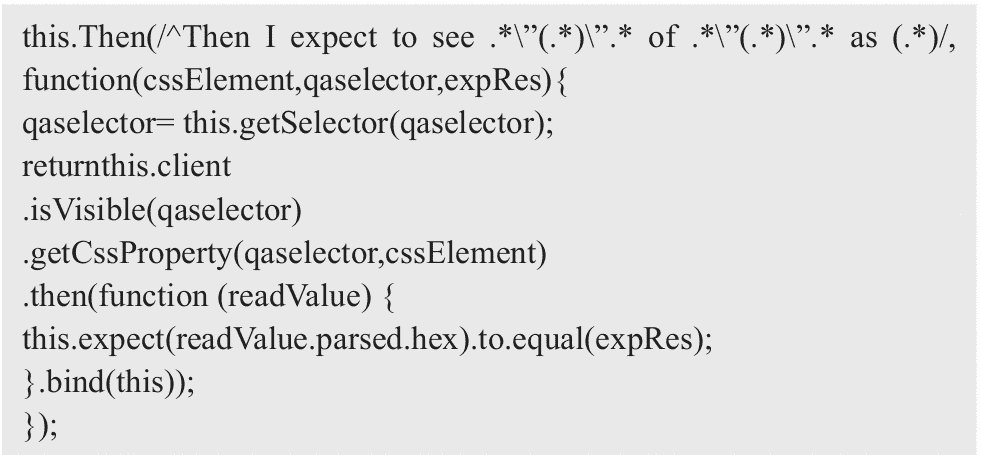 this.Then(/^Then I expect to see .*\”(.*)\”.* of .*\”(.*)\”.* as (.*)/,
function(cssElement,qaselector,expRes){
qaselector= this.getSelector(qaselector);
returnthis.client
.isVisible(qaselector)
.getCssProperty(qaselector,cssElement)
.then(function (readValue) {
this.expect(readValue.parsed.hex).to.equal(expRes);
}.bind(this));
});